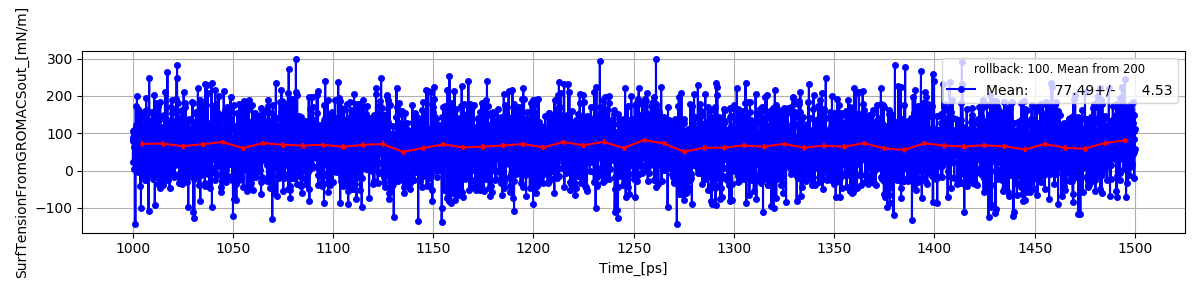 SurfTensionFromGROMACSout_[mN/m]
300
200
100
0
−100
rollback: 100. Mean from 200
Mean: 77.49+/- 4.53
1000 1050 1100 1150 1200 1250 1300 1350 1400 1450 1500
Time_[ps]